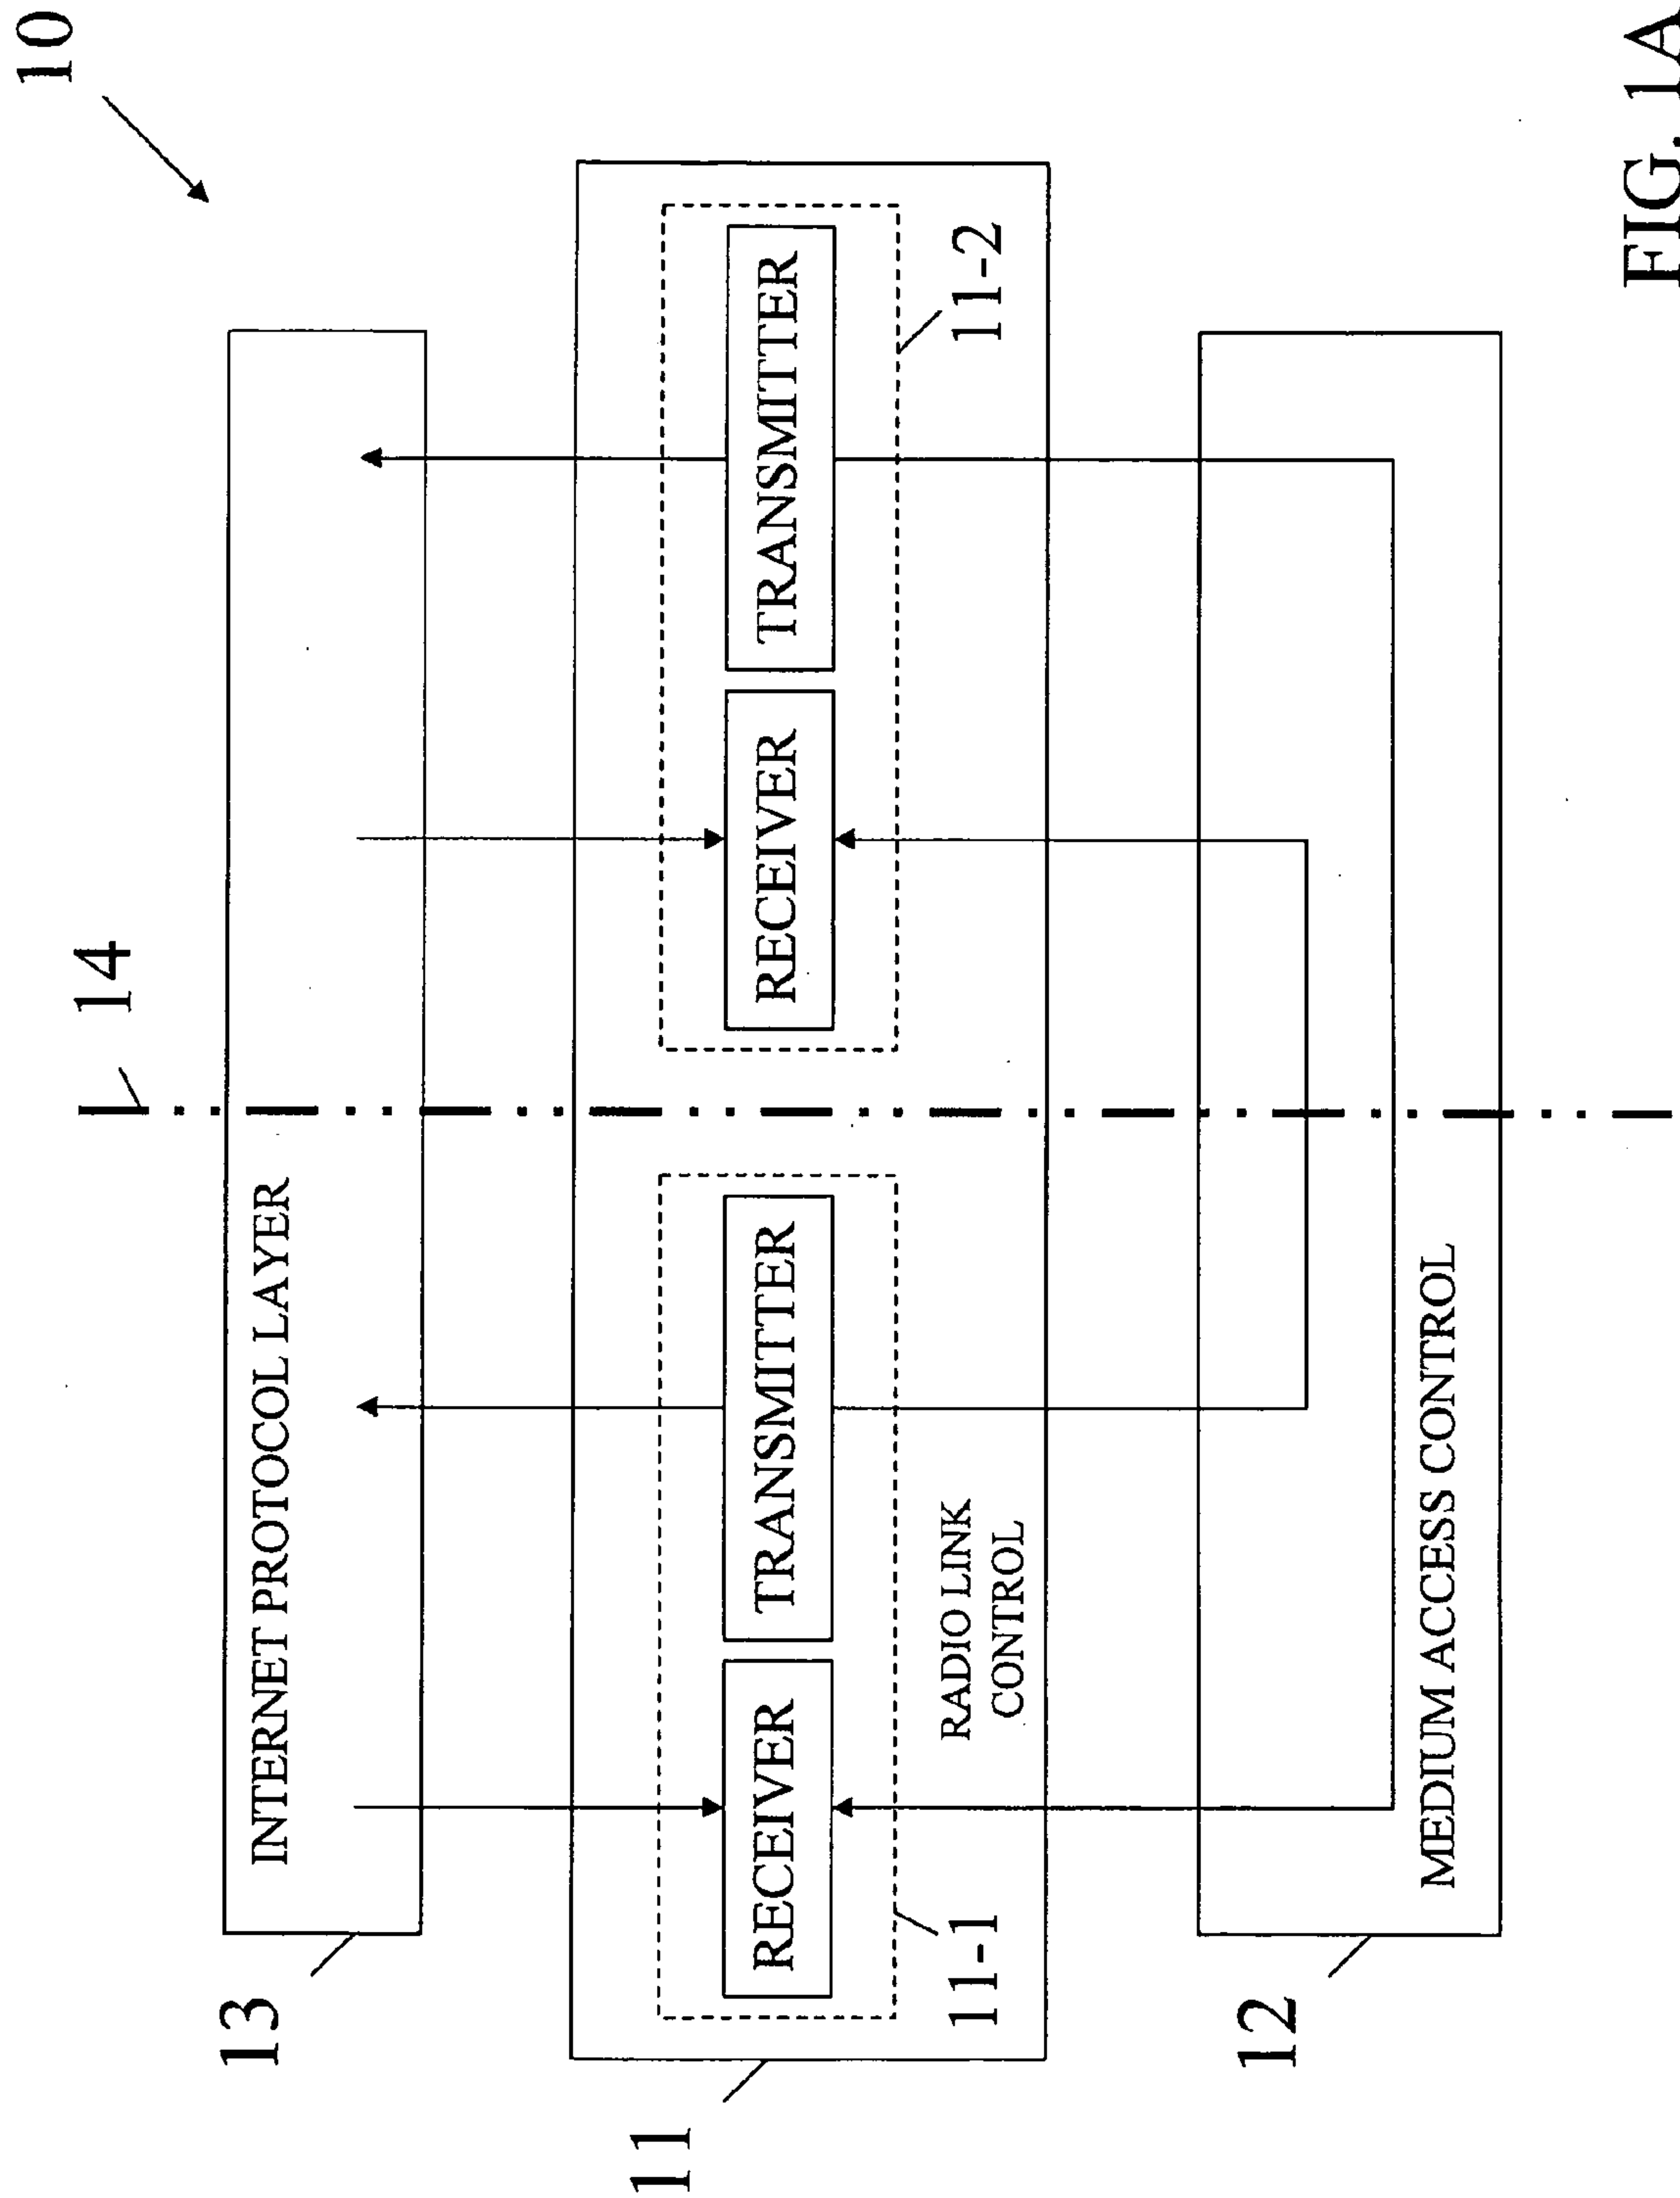 10
14
13
INTERNET PROTOCOL LAYER
11
RECEIVER
TRANSMITTER
RECEIVER
TRANSMITTER
11-1
RADIO LINK
CONTROL
11-2
12
MEDIUM ACCESS CONTROL
FIG. 1A